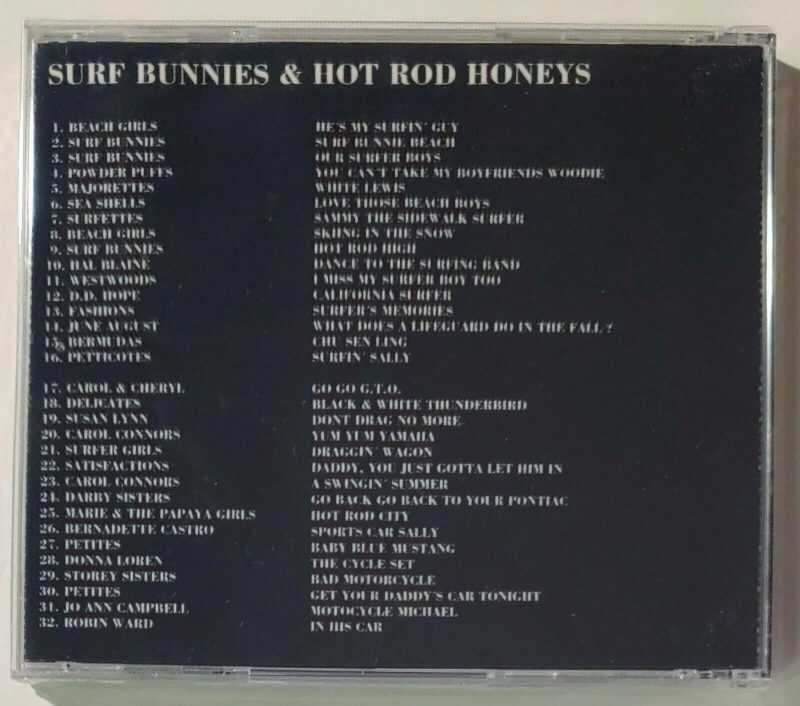 SURF BUNNIES & HOT ROD HONEYS
1. BEACH GIRLS HE'S MY SURFIN' GUY
2. SURF BUNNIES SURF BUNNIE BEACH
3. SURF BUNNIES OUR SURFER BOYS
4. POWDER PUFFS YOU CAN'T TAKE MY BOYFRIENDS WOODIE
5. MAJORETTES WHITE LEWIS
6. SEA SHELLS LOVE THOSE BEACH BOYS
7. SURFETTES SAMMY THE SIDEWALK SURFER
8. BEACH GIRLS SKIING IN THE SNOW
9. SURF BUNNIES HOT ROD HIGH
10. HAL BLAINE DANCE TO THE SURFING BAND
11. WESTWOODS I MISS MY SURFER BOY TOO
12. D.D. HOPE CALIFORNIA SURFER
13. FASHIONS SURFER'S MEMORIES
14. JUNE AUGUST WHAT DOES A LIFEGUARD DO IN THE FALL ?
15. BERMUDAS CHU SEN LING
16. PETTICOTES SURFIN' SALLY
17. CAROL & CHERYL GO GO G.T.O.
18. DELICATES BLACK & WHITE THUNDERBIRD
19. SUSAN LYNN DONT DRAG NO MORE
20. CAROL CONNORS YUM YUM YAMAHA
21. SURFER GIRLS DRAGGIN' WAGON
22. SATISFACTIONS DADDY, YOU JUST GOTTA LET HIM IN
23. CAROL CONNORS A SWINGIN' SUMMER
24. DARBY SISTERS GO BACK GO BACK TO YOUR PONTIAC
25. MARIE & THE PAPAYA GIRLS HOT ROD CITY
26. BERNADETTE CASTRO SPORTS CAR SALLY
27. PETITES BABY BLUE MUSTANG
28. DONNA LOREN THE CYCLE SET
29. STOREY SISTERS BAD MOTORCYCLE
30. PETITES GET YOUR DADDY'S CAR TONIGHT
31. JO ANN CAMPBELL MOTOCYCLE MICHAEL
32. ROBIN WARD IN HIS CAR